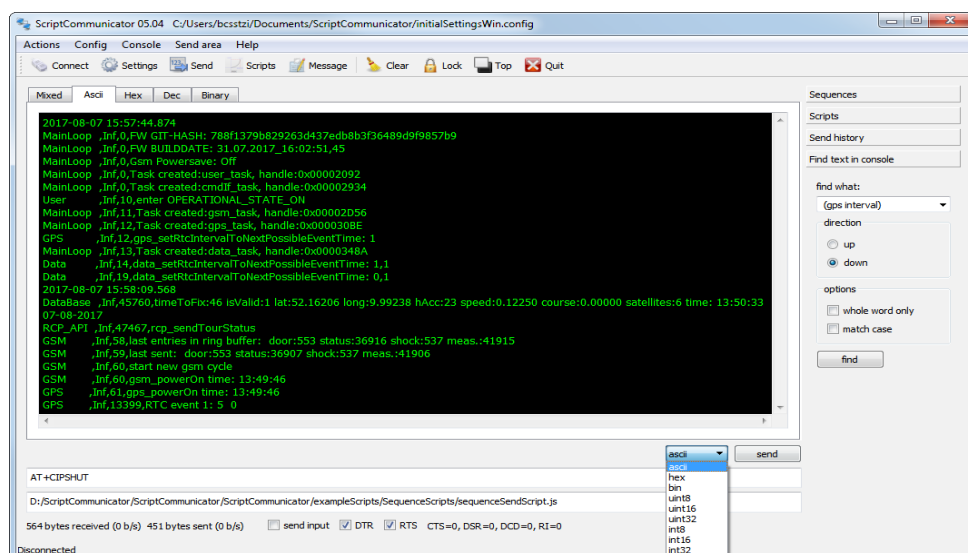 ScriptCommunicator 05.04   C:/Users/bcsstzi/Documents/ScriptCommunicator/initialSettingsWin.config
Actions Config Console Send area Help
Connect Settings Send Scripts Message Clear Lock Top Quit
Mixed Ascii Hex Dec Binary
2017-08-07 15:57:44.874
MainLoop ,Inf,0,FW GIT-HASH: 788f1379b829263d437edb8b3f36489d9f9857b9
MainLoop ,Inf,0,FW BUILDDATE: 31.07.2017_16:02:51,45
MainLoop ,Inf,0,Gsm Powersave: Off
MainLoop ,Inf,0,Task created:user_task, handle:0x00002092
MainLoop ,Inf,0,Task created:cmdIf_task, handle:0x00002934
User ,Inf,10,enter OPERATIONAL_STATE_ON
MainLoop ,Inf,11,Task created:gsm_task, handle:0x00002D56
MainLoop ,Inf,12,Task created:gps_task, handle:0x000030BE
GPS ,Inf,12,gps_setRtcIntervalToNextPossibleEventTime: 1
MainLoop ,Inf,13,Task created:data_task, handle:0x0000348A
Data ,Inf,14,data_setRtcIntervalToNextPossibleEventTime: 1,1
Data ,Inf,19,data_setRtcIntervalToNextPossibleEventTime: 0,1
2017-08-07 15:58:09.568
DataBase ,Inf,45760,timeToFix:46 isValid:1 lat:52.16206 long:9.99238 hAcc:23 speed:0.12250 course:0.00000 satellites:6 time: 13:50:33
07-08-2017
RCP_API ,Inf,47467,rcp_sendTourStatus
GSM ,Inf,58,last entries in ring buffer: door:553 status:36916 shock:537 meas.:41915
GSM ,Inf,59,last sent: door:553 status:36907 shock:537 meas.:41906
GSM ,Inf,60,start new gsm cycle
GSM ,Inf,60,gsm_powerOn time: 13:49:46
GPS ,Inf,61,gps_powerOn time: 13:49:46
GPS ,Inf,13399,RTC event 1: 5 0
Sequences
Scripts
Send history
Find text in console
find what:
(gps interval)
direction
up
down
options
whole word only
match case
find
ascii
send
ascii
hex
bin
uint8
uint16
uint32
int8
int16
int32
AT+CIPSHUT
D:/ScriptCommunicator/ScriptCommunicator/ScriptCommunicator/exampleScripts/SequenceScripts/sequenceSendScript.js
564 bytes received (0 b/s) 451 bytes sent (0 b/s) send input DTR RTS CTS=0, DSR=0, DCD=0, RI=0
Disconnected